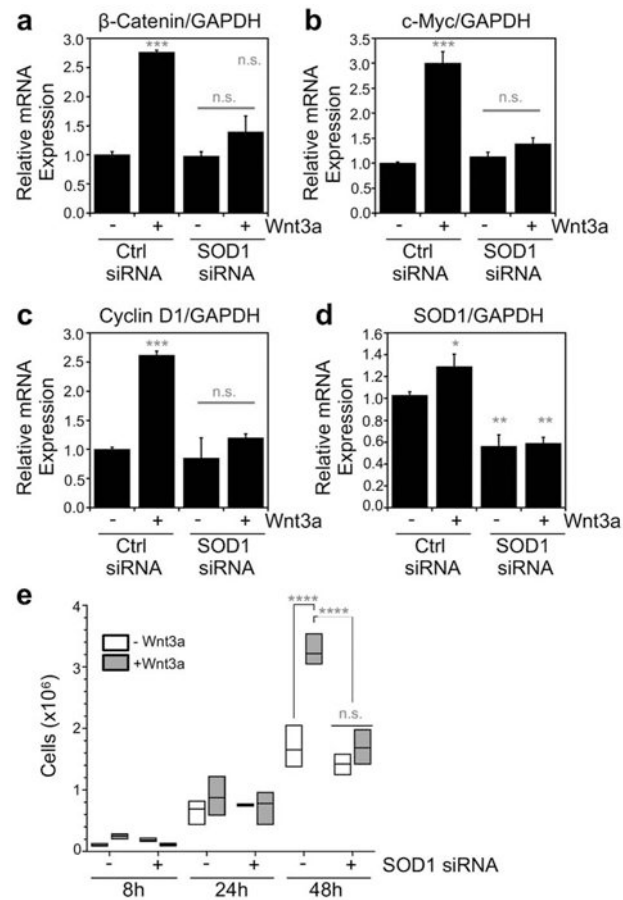 a
β-Catenin/GAPDH
Relative mRNA
Expression
3.0
2.5
2.0
1.5
1.0
0.5
0.0
***
n.s.
n.s.
- + - + Wnt3a
Ctrl
siRNA
SOD1
siRNA
b
c-Myc/GAPDH
Relative mRNA
Expression
3.5
3.0
2.5
2.0
1.5
1.0
0.5
0.0
***
n.s.
- + - + Wnt3a
Ctrl
siRNA
SOD1
siRNA
c
Cyclin D1/GAPDH
Relative mRNA
Expression
3.0
2.5
2.0
1.5
1.0
0.5
0.0
***
n.s.
- + - + Wnt3a
Ctrl
siRNA
SOD1
siRNA
d
SOD1/GAPDH
Relative mRNA
Expression
1.6
1.4
1.2
1.0
0.8
0.6
0.4
0.2
0.0
*
** **
- + - + Wnt3a
Ctrl
siRNA
SOD1
siRNA
e
Cells (x10⁶)
4
3
2
1
0
- Wnt3a
+Wnt3a
****
****
n.s.
- + - + - + SOD1 siRNA
8h 24h 48h